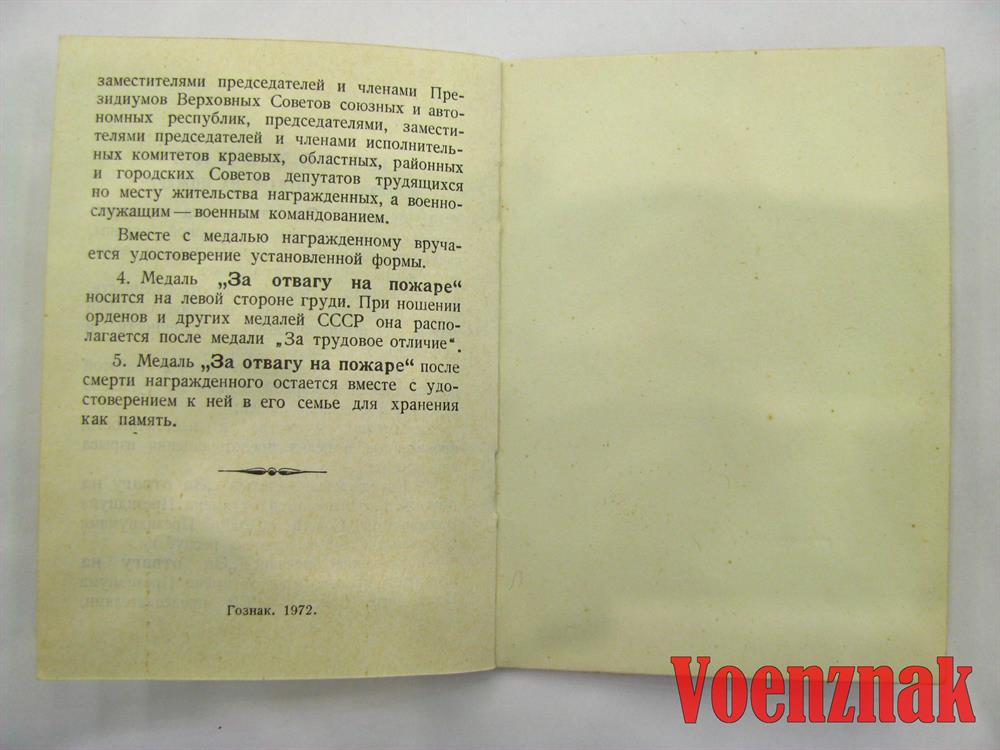 заместителями председателей и членами Пре-
зидиумов Верховных Советов союзных и авто-
номных республик, председателями, замести-
телями председателей и членами исполнитель-
ных комитетов краевых, областных, районных
и городских Советов депутатов трудящихся
по месту жительства награжденных, а военно-
служащим — военным командованием.
Вместе с медалью награжденному вруча-
ется удостоверение установленной формы.
4. Медаль „За отвагу на пожаре“
носится на левой стороне груди. При ношении
орденов и других медалей СССР она распо-
лагается после медали „За трудовое отличие“.
5. Медаль „За отвагу на пожаре“ после
смерти награжденного остается вместе с удо-
стоверением к ней в его семье для хранения
как память.
Гознак. 1972.
Voenznak